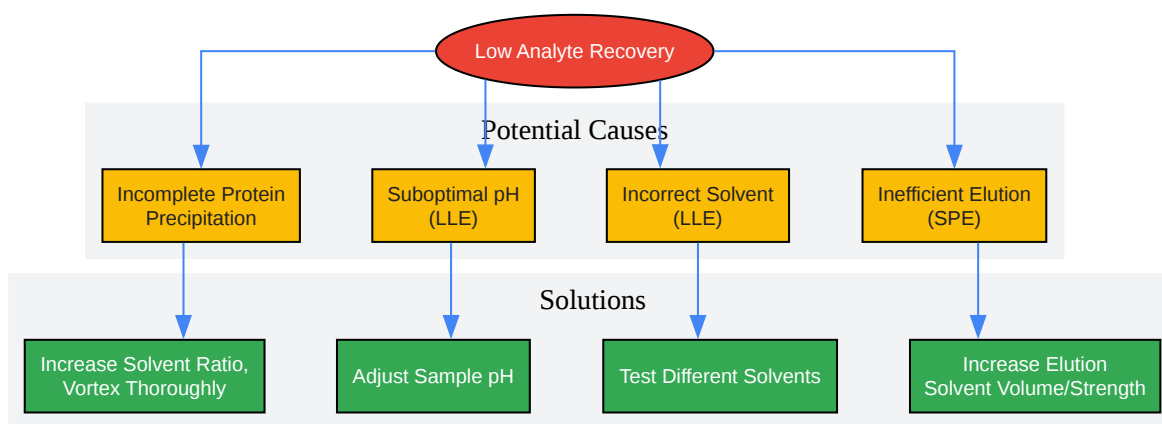 Low Analyte Recovery
Potential Causes
Incomplete Protein
Precipitation
Suboptimal pH
(LLE)
Incorrect Solvent
(LLE)
Inefficient Elution
(SPE)
Solutions
Increase Solvent Ratio,
Vortex Thoroughly
Adjust Sample pH
Test Different Solvents
Increase Elution
Solvent Volume/Strength